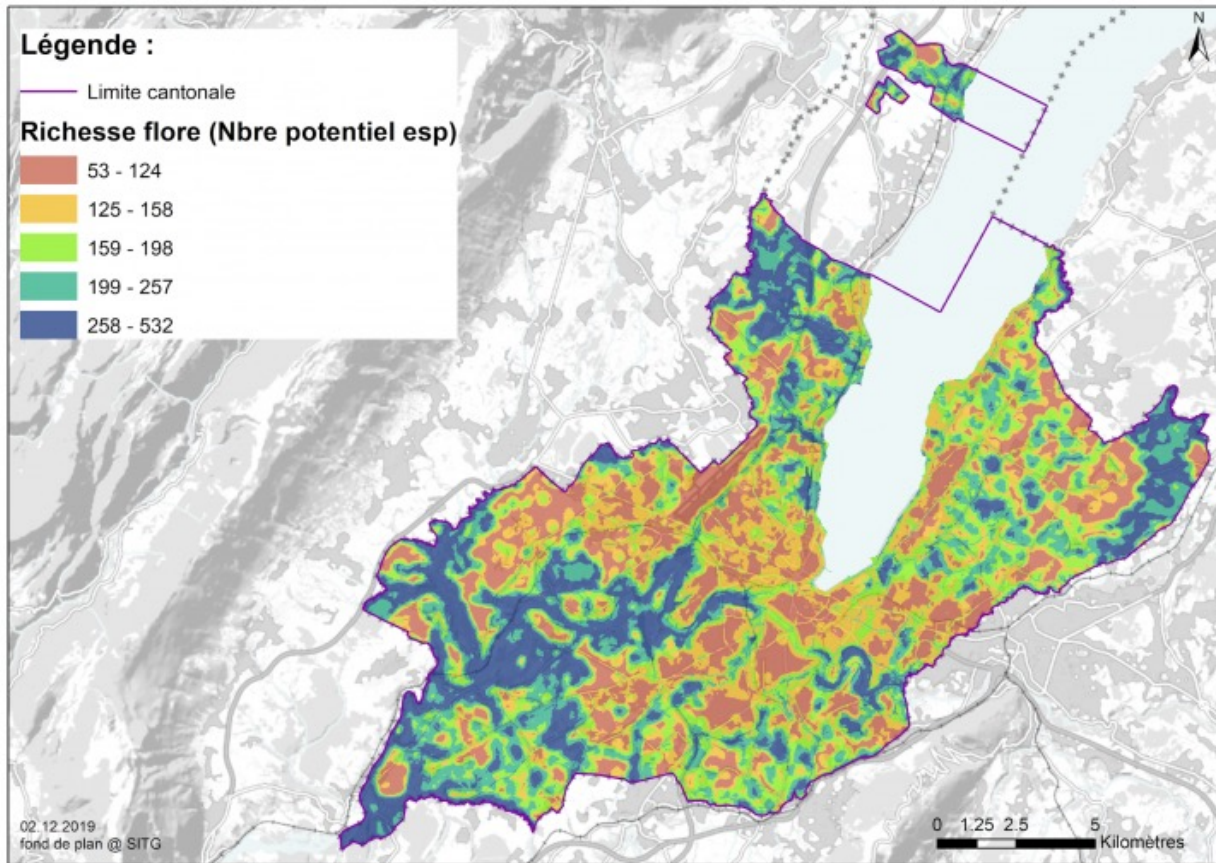 Légende :
Limite cantonale
Richesse flore (Nbre potentiel esp)
53 - 124
125 - 158
159 - 198
199 - 257
258 - 532
N
02.12.2019
fond de plan @ SITG
0 1.25 2.5 5
Kilomètres